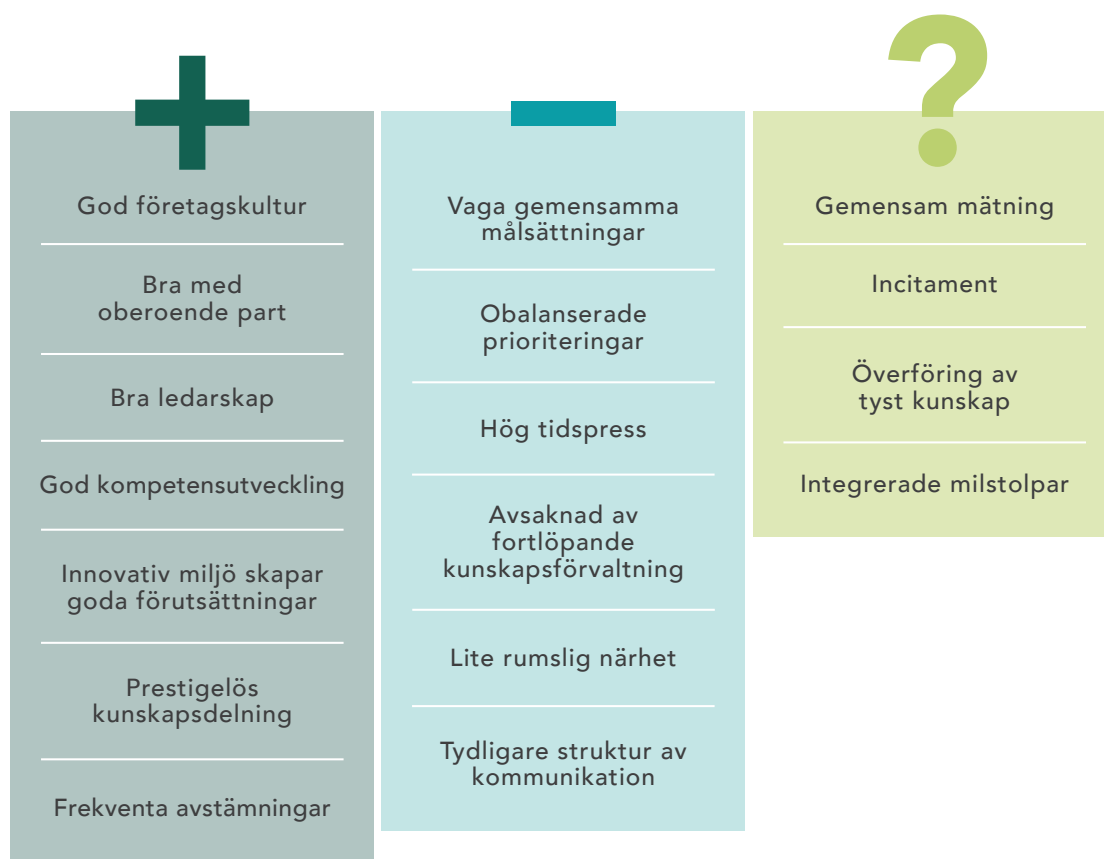 God företagskultur
Bra med
oberoende part
Bra ledarskap
God kompetensutveckling
Innovativ miljö skapar
goda förutsättningar
Prestigelös
kunskapsdelning
Frekventa avstämningar
Vaga gemensamma
målsättningar
Obalanserade
prioriteringar
Hög tidspress
Avsaknad av
fortlöpande
kunskapsförvaltning
Lite rumslig närhet
Tydligare struktur av
kommunikation
?
Gemensam mätning
Incitament
Överföring av
tyst kunskap
Integrerade milstolpar